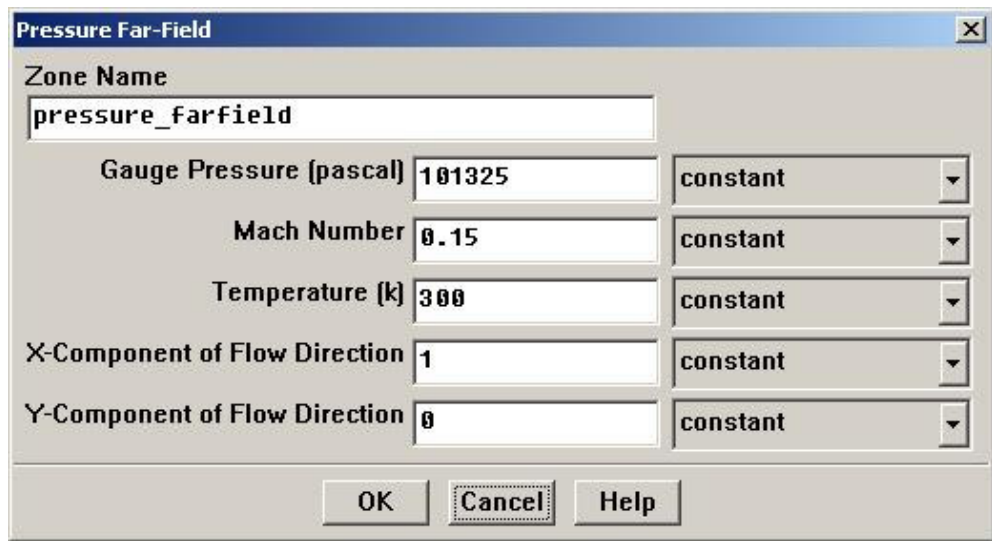 Pressure Far-Field
Zone Name
pressure_farfield
Gauge Pressure (pascal) 101325 constant
Mach Number 0.15 constant
Temperature (k) 300 constant
X-Component of Flow Direction 1 constant
Y-Component of Flow Direction 0 constant
OK Cancel Help